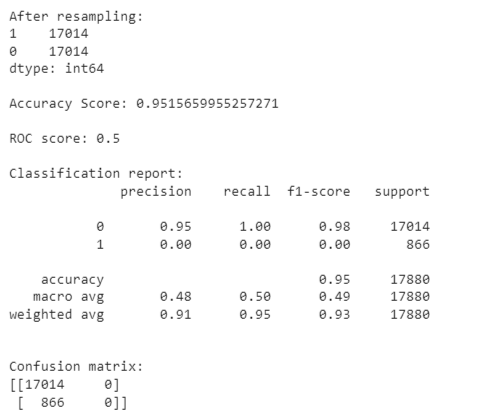 After resampling:
1    17014
0    17014
dtype: int64
Accuracy Score: 0.9515659955257271
ROC score: 0.5
Classification report:
              precision    recall  f1-score   support
           0       0.95      1.00      0.98     17014
           1       0.00      0.00      0.00       866
    accuracy                           0.95     17880
   macro avg       0.48      0.50      0.49     17880
weighted avg       0.91      0.95      0.93     17880
Confusion matrix:
[[17014     0]
 [  866     0]]